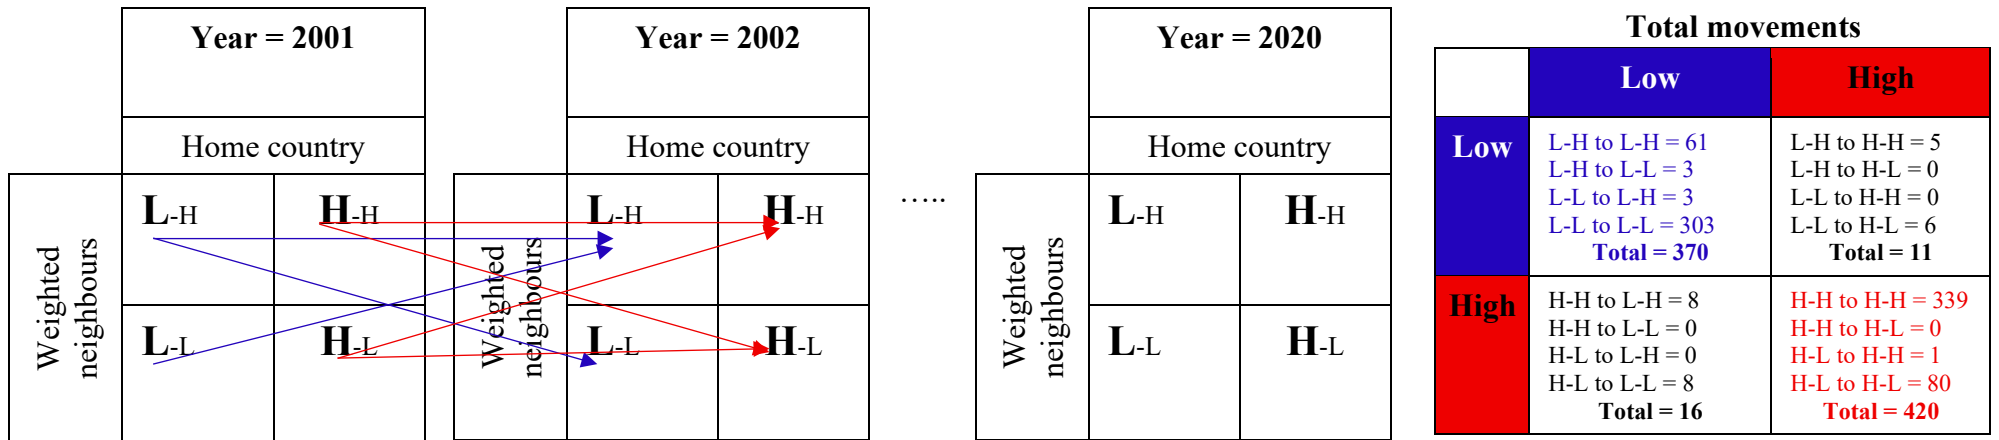 Year = 2001
Home country
Weighted
neighbours
L-H
H-H
L-L
H-L
Year = 2002
Home country
Weighted
neighbours
L-H
H-H
L-L
H-L
.....
Year = 2020
Home country
Weighted
neighbours
L-H
H-H
L-L
H-L
Total movements
Low
High
Low
L-H to L-H = 61
L-H to L-L = 3
L-L to L-H = 3
L-L to L-L = 303
Total = 370
L-H to H-H = 5
L-H to H-L = 0
L-L to H-H = 0
L-L to H-L = 6
Total = 11
High
H-H to L-H = 8
H-H to L-L = 0
H-L to L-H = 0
H-L to L-L = 8
Total = 16
H-H to H-H = 339
H-H to H-L = 0
H-L to H-H = 1
H-L to H-L = 80
Total = 420